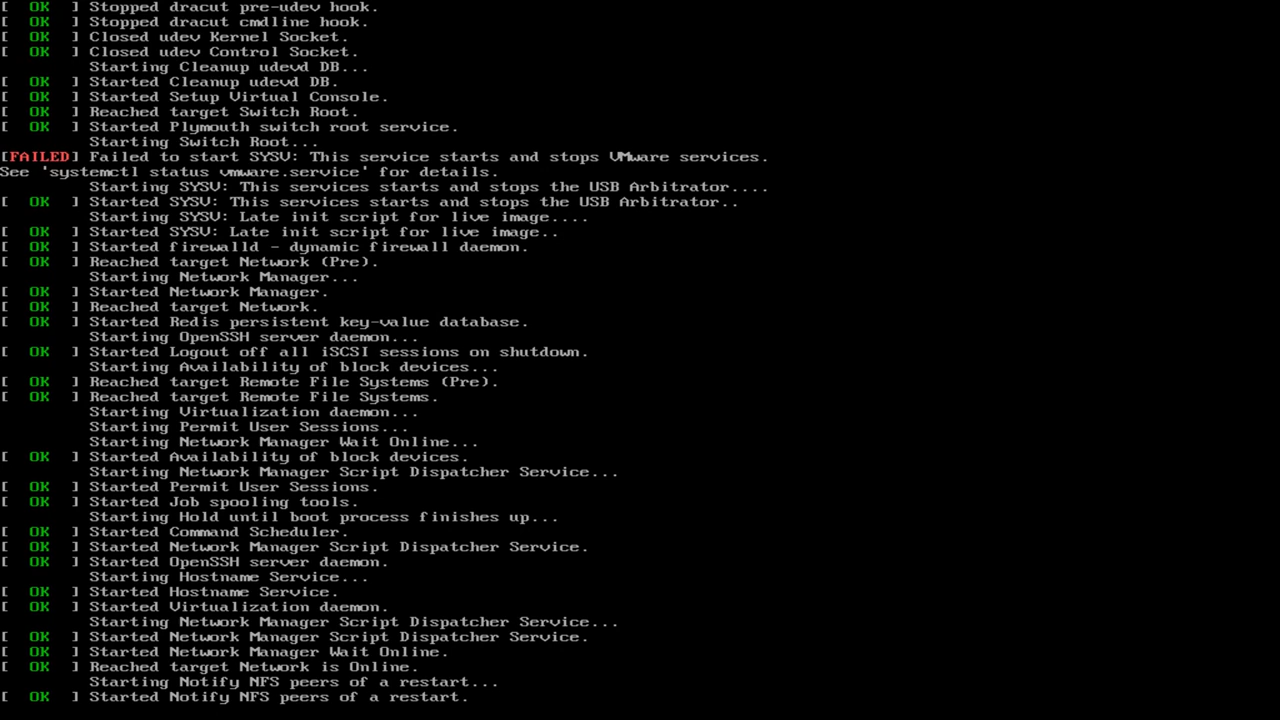 [  OK  ] Stopped dracut pre-udev hook.
[  OK  ] Stopped dracut cmdline hook.
[  OK  ] Closed udev Kernel Socket.
[  OK  ] Closed udev Control Socket.
         Starting Cleanup udevd DB...
[  OK  ] Started Cleanup udevd DB.
[  OK  ] Started Setup Virtual Console.
[  OK  ] Reached target Switch Root.
[  OK  ] Started Plymouth switch root service.
         Starting Switch Root...
[FAILED] Failed to start SYSV: This service starts and stops VMware services.
See 'systemctl status vmware.service' for details.
         Starting SYSV: This services starts and stops the USB Arbitrator....
[  OK  ] Started SYSV: This services starts and stops the USB Arbitrator..
         Starting SYSV: Late init script for live image....
[  OK  ] Started SYSV: Late init script for live image..
[  OK  ] Started firewalld - dynamic firewall daemon.
[  OK  ] Reached target Network (Pre).
         Starting Network Manager...
[  OK  ] Started Network Manager.
[  OK  ] Reached target Network.
[  OK  ] Started Redis persistent key-value database.
         Starting OpenSSH server daemon...
[  OK  ] Started Logout off all iSCSI sessions on shutdown.
         Starting Availability of block devices...
[  OK  ] Reached target Remote File Systems (Pre).
[  OK  ] Reached target Remote File Systems.
         Starting Virtualization daemon...
         Starting Permit User Sessions...
         Starting Network Manager Wait Online...
[  OK  ] Started Availability of block devices.
         Starting Network Manager Script Dispatcher Service...
[  OK  ] Started Permit User Sessions.
[  OK  ] Started Job spooling tools.
         Starting Hold until boot process finishes up...
[  OK  ] Started Command Scheduler.
[  OK  ] Started Network Manager Script Dispatcher Service.
[  OK  ] Started OpenSSH server daemon.
         Starting Hostname Service...
[  OK  ] Started Hostname Service.
[  OK  ] Started Virtualization daemon.
         Starting Network Manager Script Dispatcher Service...
[  OK  ] Started Network Manager Script Dispatcher Service.
[  OK  ] Started Network Manager Wait Online.
[  OK  ] Reached target Network is Online.
         Starting Notify NFS peers of a restart...
[  OK  ] Started Notify NFS peers of a restart.